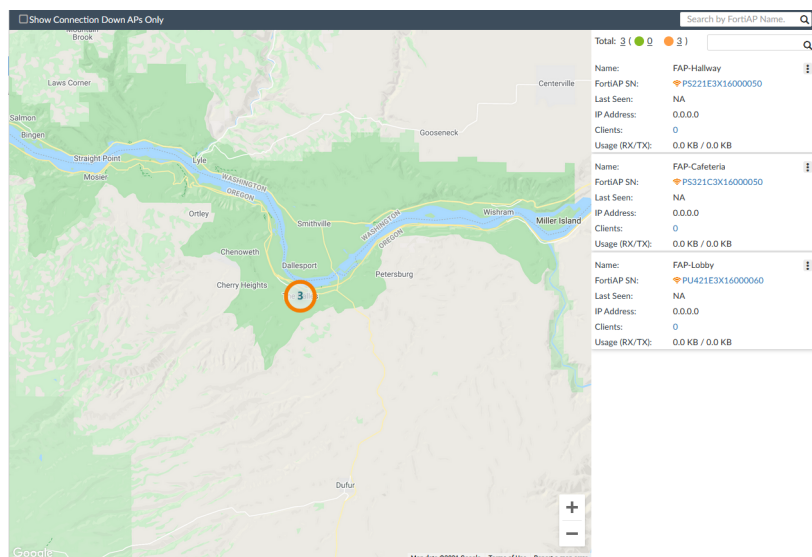 Show Connection Down APs Only
Search by FortiAP Name.
Mountain
Brook
Laws Corner
Centerville
Salmon
Bingen
Gooseneck
Straight Point
Lyle
Mosier
WASHINGTON
OREGON
Ortley
Smithville
WASHINGTON
OREGON
Wishram
Miller Island
Chenoweth
Dallesport
Petersburg
Cherry Heights
3
Dufur
+
−
Google
Total: 3 ( 0 3 )
Name: FAP-Hallway
FortiAP SN: PS221E3X16000050
Last Seen: NA
IP Address: 0.0.0.0
Clients: 0
Usage (RX/TX): 0.0 KB / 0.0 KB
Name: FAP-Cafeteria
FortiAP SN: PS321C3X16000050
Last Seen: NA
IP Address: 0.0.0.0
Clients: 0
Usage (RX/TX): 0.0 KB / 0.0 KB
Name: FAP-Lobby
FortiAP SN: PU421E3X16000060
Last Seen: NA
IP Address: 0.0.0.0
Clients: 0
Usage (RX/TX): 0.0 KB / 0.0 KB